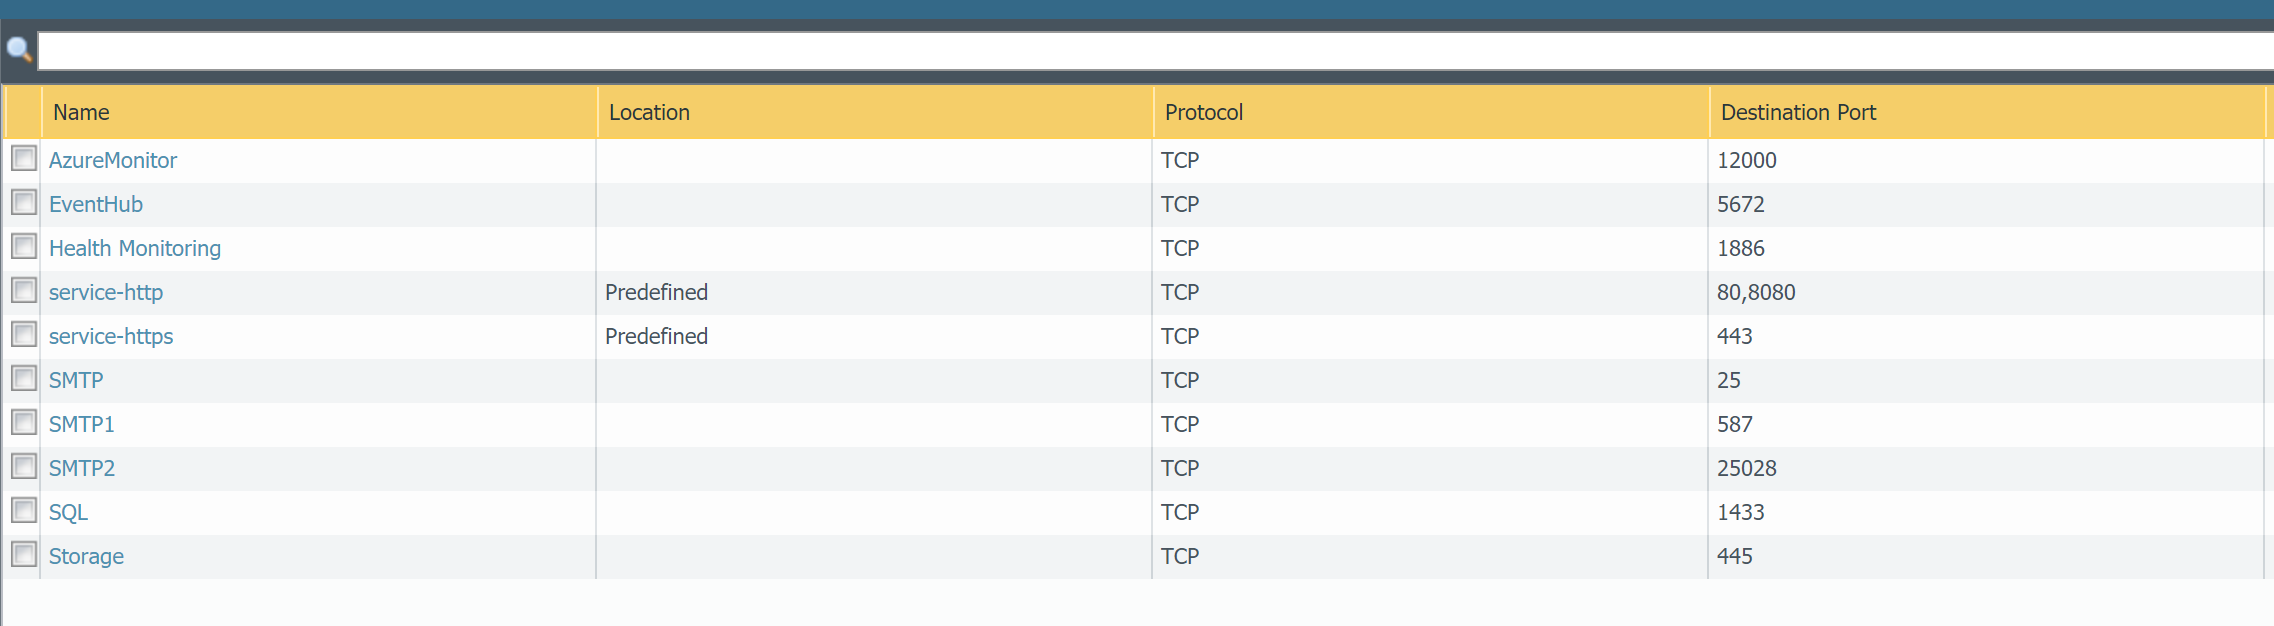 Name Location Protocol Destination Port
AzureMonitor TCP 12000
EventHub TCP 5672
Health Monitoring TCP 1886
service-http Predefined TCP 80,8080
service-https Predefined TCP 443
SMTP TCP 25
SMTP1 TCP 587
SMTP2 TCP 25028
SQL TCP 1433
Storage TCP 445